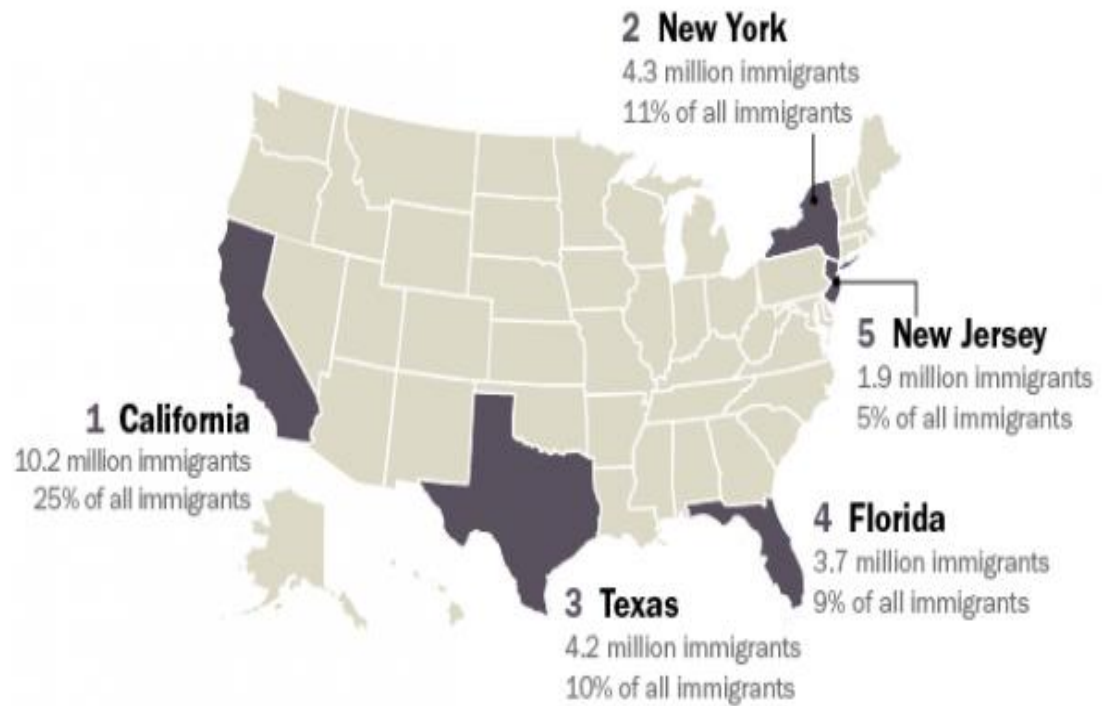 2 New York
4.3 million immigrants
11% of all immigrants
5 New Jersey
1.9 million immigrants
5% of all immigrants
1 California
10.2 million immigrants
25% of all immigrants
4 Florida
3.7 million immigrants
9% of all immigrants
3 Texas
4.2 million immigrants
10% of all immigrants